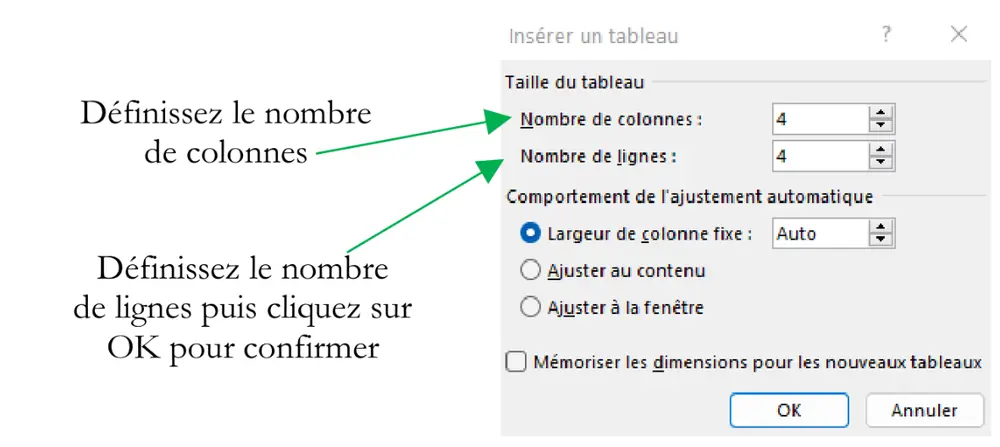 Définissez le nombre
de colonnes
Définissez le nombre
de lignes puis cliquez sur
OK pour confirmer
Insérer un tableau ? ×
Taille du tableau
Nombre de colonnes : 4
Nombre de lignes : 4
Comportement de l'ajustement automatique
Largeur de colonne fixe : Auto
Ajuster au contenu
Ajuster à la fenêtre
Mémoriser les dimensions pour les nouveaux tableaux
OK Annuler